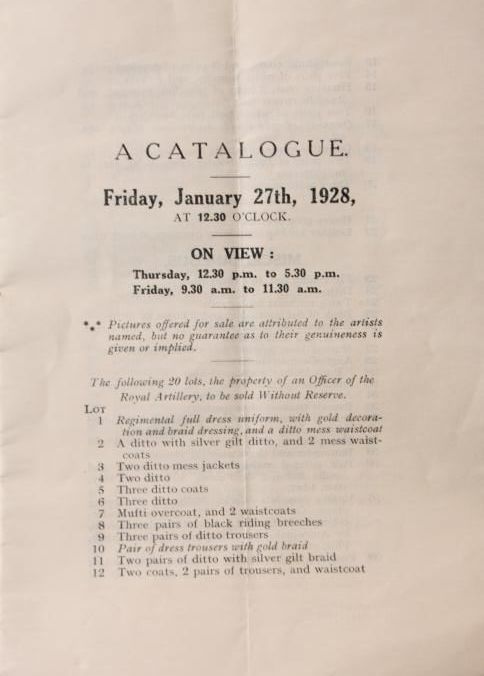 A CATALOGUE.
Friday, January 27th, 1928,
AT 12.30 O'CLOCK.
ON VIEW :
Thursday, 12.30 p.m. to 5.30 p.m.
Friday, 9.30 a.m. to 11.30 a.m.
*** Pictures offered for sale are attributed to the artists
named, but no guarantee as to their genuineness is
given or implied.
The following 20 lots, the property of an Officer of the
Royal Artillery, to be sold Without Reserve.
LOT
1 Regimental full dress uniform, with gold decora-
tion and braid dressing, and a ditto mess waistcoat
2 A ditto with silver gilt ditto, and 2 mess waist-
coats
3 Two ditto mess jackets
4 Two ditto
5 Three ditto coats
6 Three ditto
7 Mufti overcoat, and 2 waistcoats
8 Three pairs of black riding breeches
9 Three pairs of ditto trousers
10 Pair of dress trousers with gold braid
11 Two pairs of ditto with silver gilt braid
12 Two coats, 2 pairs of trousers, and waistcoat